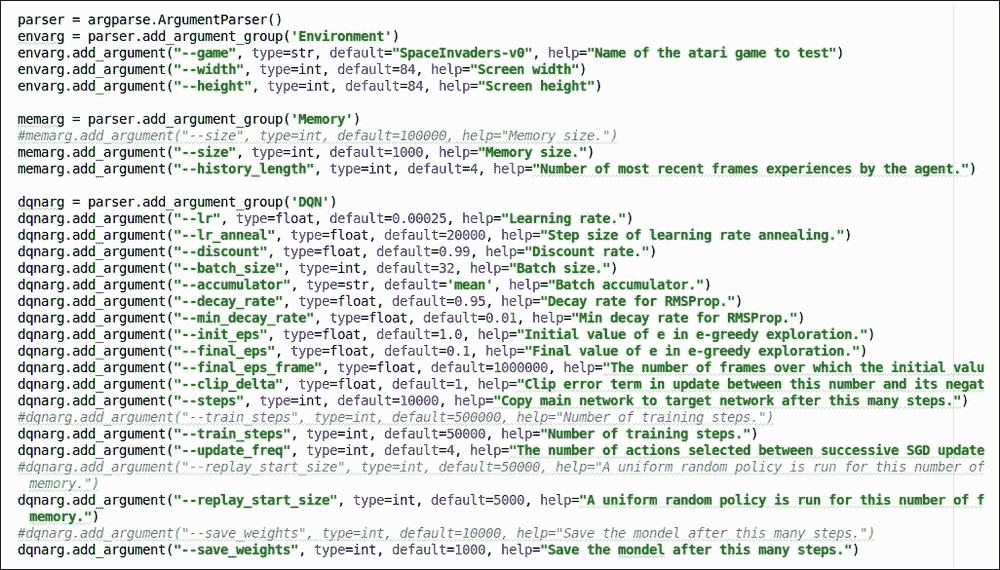 parser = argparse.ArgumentParser()
envarg = parser.add_argument_group('Environment')
envarg.add_argument("--game", type=str, default="SpaceInvaders-v0", help="Name of the atari game to test")
envarg.add_argument("--width", type=int, default=84, help="Screen width")
envarg.add_argument("--height", type=int, default=84, help="Screen height")
memarg = parser.add_argument_group('Memory')
#memarg.add_argument("--size", type=int, default=100000, help="Memory size.")
memarg.add_argument("--size", type=int, default=1000, help="Memory size.")
memarg.add_argument("--history_length", type=int, default=4, help="Number of most recent frames experiences by the agent.")
dqnarg = parser.add_argument_group('DQN')
dqnarg.add_argument("--lr", type=float, default=0.00025, help="Learning rate.")
dqnarg.add_argument("--lr_anneal", type=float, default=20000, help="Step size of learning rate annealing.")
dqnarg.add_argument("--discount", type=float, default=0.99, help="Discount rate.")
dqnarg.add_argument("--batch_size", type=int, default=32, help="Batch size.")
dqnarg.add_argument("--accumulator", type=str, default='mean', help="Batch accumulator.")
dqnarg.add_argument("--decay_rate", type=float, default=0.95, help="Decay rate for RMSProp.")
dqnarg.add_argument("--min_decay_rate", type=float, default=0.01, help="Min decay rate for RMSProp.")
dqnarg.add_argument("--init_eps", type=float, default=1.0, help="Initial value of e in e-greedy exploration.")
dqnarg.add_argument("--final_eps", type=float, default=0.1, help="Final value of e in e-greedy exploration.")
dqnarg.add_argument("--final_eps_frame", type=float, default=1000000, help="The number of frames over which the initial valu
dqnarg.add_argument("--clip_delta", type=float, default=1, help="Clip error term in update between this number and its negat
dqnarg.add_argument("--steps", type=int, default=10000, help="Copy main network to target network after this many steps.")
#dqnarg.add_argument("--train_steps", type=int, default=500000, help="Number of training steps.")
dqnarg.add_argument("--train_steps", type=int, default=50000, help="Number of training steps.")
dqnarg.add_argument("--update_freq", type=int, default=4, help="The number of actions selected between successive SGD update
#dqnarg.add_argument("--replay_start_size", type=int, default=50000, help="A uniform random policy is run for this number of
memory.")
dqnarg.add_argument("--replay_start_size", type=int, default=5000, help="A uniform random policy is run for this number of f
memory.")
#dqnarg.add_argument("--save_weights", type=int, default=10000, help="Save the mondel after this many steps.")
dqnarg.add_argument("--save_weights", type=int, default=1000, help="Save the mondel after this many steps.")